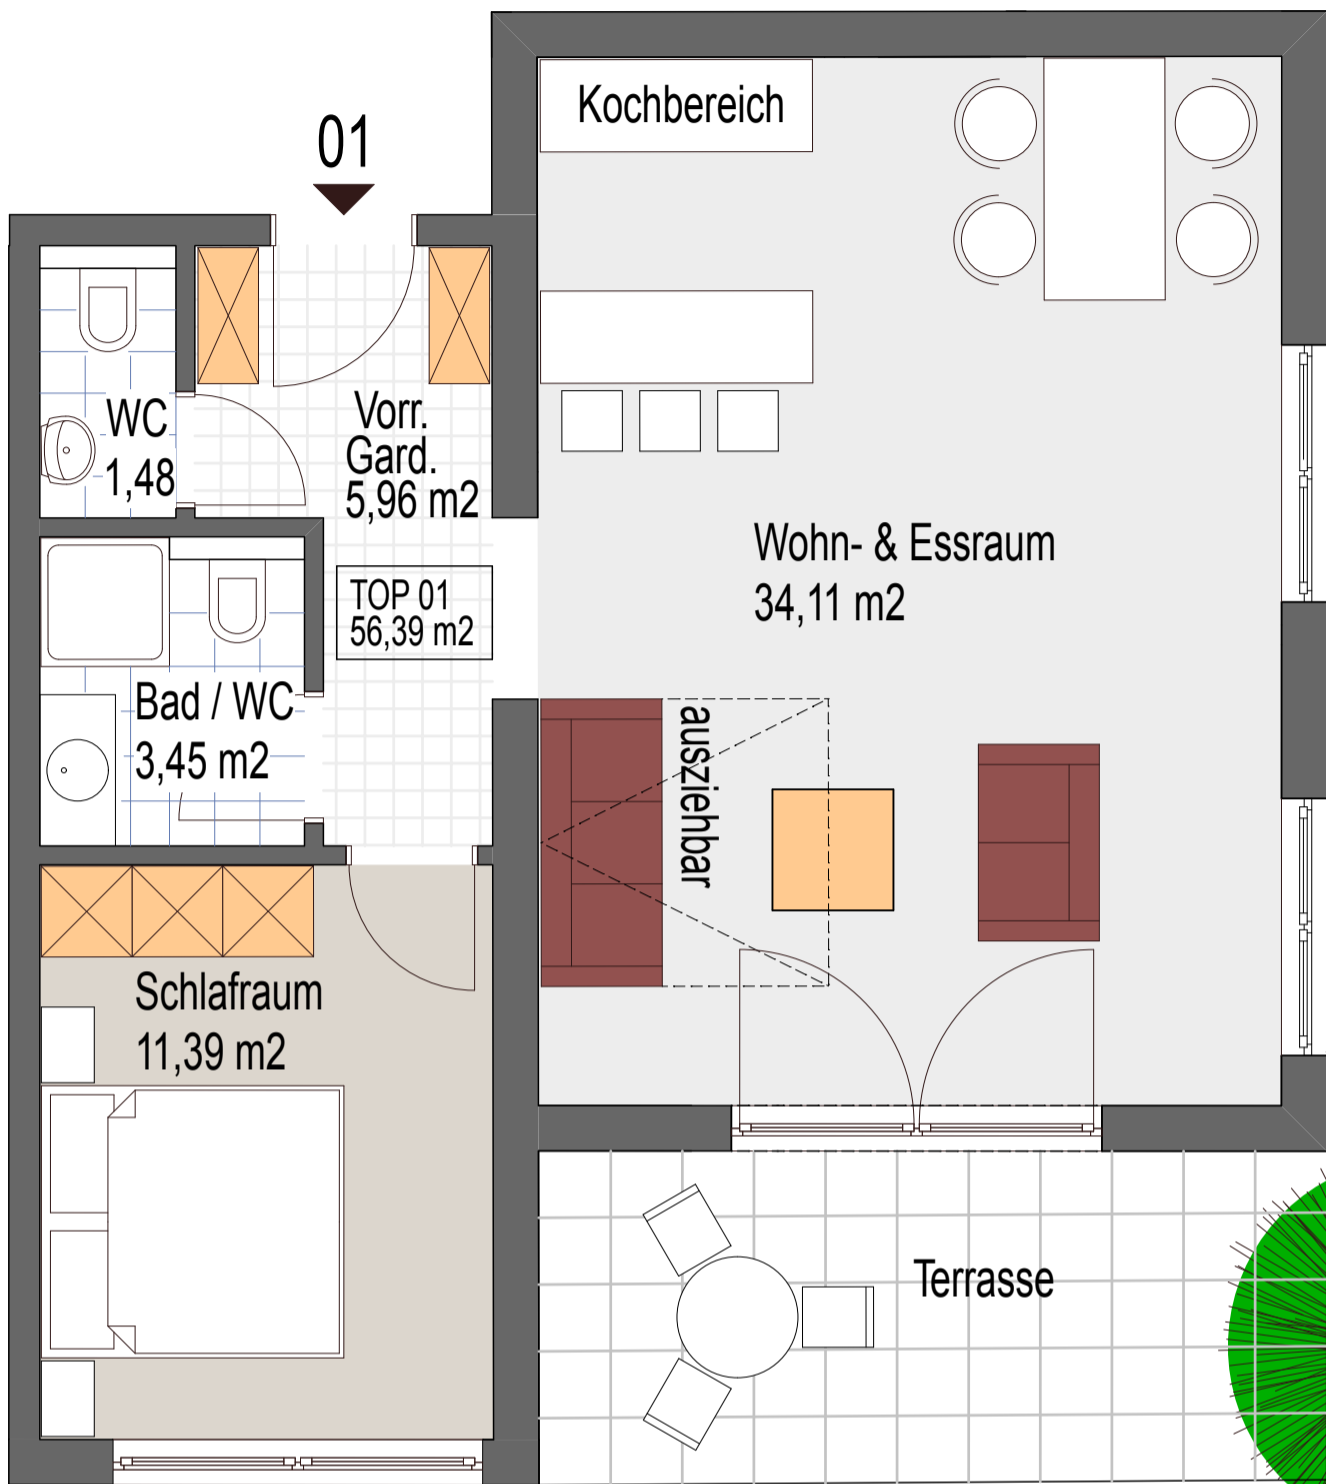 01
Kochbereich
WC
1,48
Vorr.
Gard.
5,96 m2
TOP 01
56,39 m2
Wohn- & Essraum
34,11 m2
Bad / WC
3,45 m2
ausziehbar
Schlafraum
11,39 m2
Terrasse